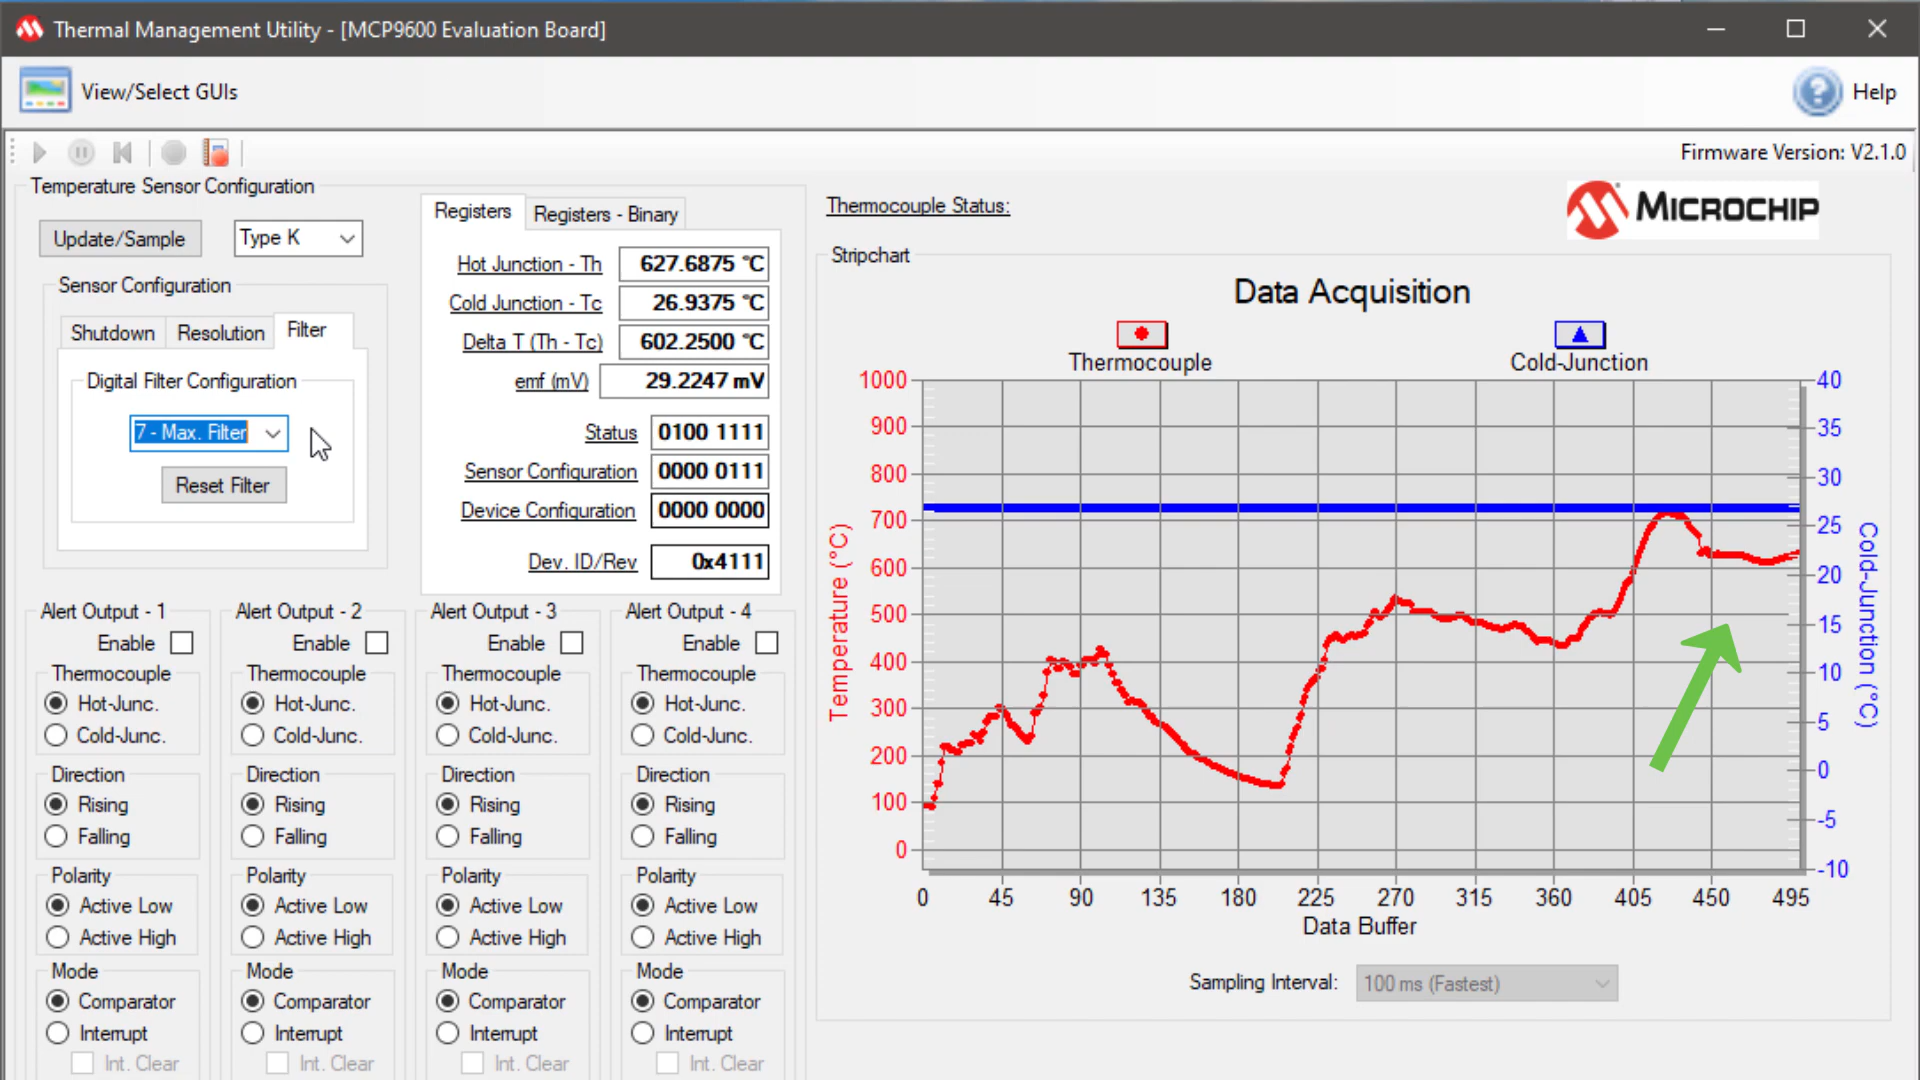 Thermal Management Utility - [MCP9600 Evaluation Board]
View/Select GUIs
Help
Firmware Version: V2.1.0
Temperature Sensor Configuration
Update/Sample
Type K
Sensor Configuration
Shutdown
Resolution
Filter
Digital Filter Configuration
7 - Max. Filter
Reset Filter
Registers
Registers - Binary
Hot Junction - Th 627.6875 °C
Cold Junction - Tc 26.9375 °C
Delta T (Th - Tc) 602.2500 °C
emf (mV) 29.2247 mV
Status 0100 1111
Sensor Configuration 0000 0111
Device Configuration 0000 0000
Dev. ID/Rev 0x4111
Alert Output - 1
Enable
Thermocouple
Hot-Junc.
Cold-Junc.
Direction
Rising
Falling
Polarity
Active Low
Active High
Mode
Comparator
Interrupt
Int. Clear
Alert Output - 2
Enable
Thermocouple
Hot-Junc.
Cold-Junc.
Direction
Rising
Falling
Polarity
Active Low
Active High
Mode
Comparator
Interrupt
Int. Clear
Alert Output - 3
Enable
Thermocouple
Hot-Junc.
Cold-Junc.
Direction
Rising
Falling
Polarity
Active Low
Active High
Mode
Comparator
Interrupt
Int. Clear
Alert Output - 4
Enable
Thermocouple
Hot-Junc.
Cold-Junc.
Direction
Rising
Falling
Polarity
Active Low
Active High
Mode
Comparator
Interrupt
Int. Clear
Thermocouple Status:
MICROCHIP
Stripchart
Data Acquisition
Thermocouple
Cold-Junction
1000
900
800
700
600
500
400
300
200
100
0
Temperature (°C)
40
35
30
25
20
15
10
5
0
-5
-10
Cold-Junction (°C)
0 45 90 135 180 225 270 315 360 405 450 495
Data Buffer
Sampling Interval: 100 ms (Fastest)